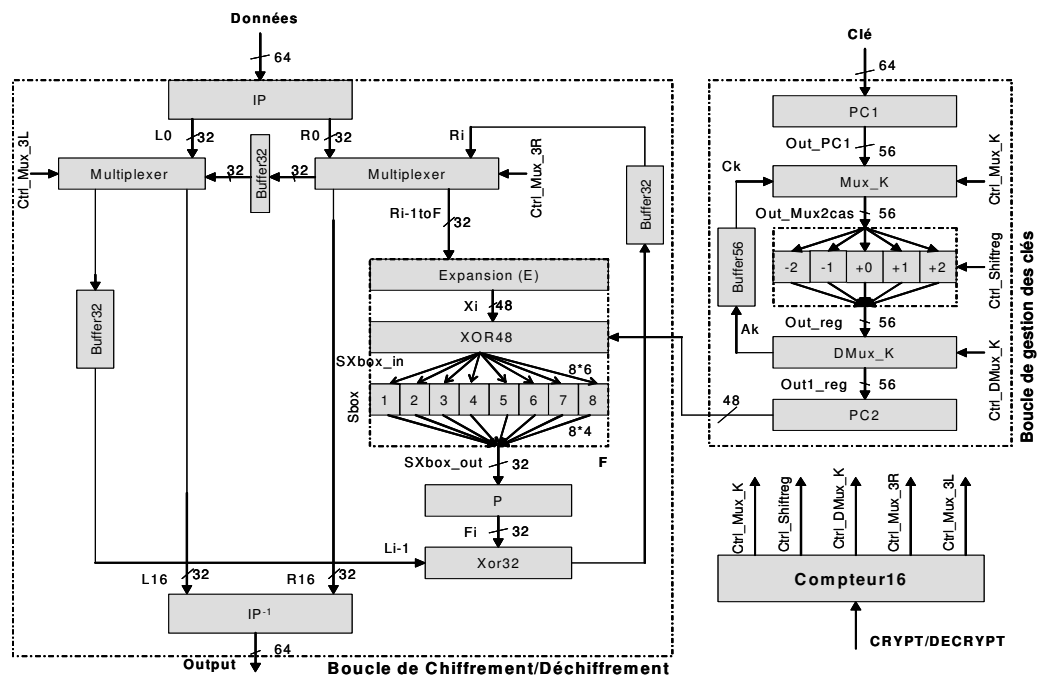 Données
64
IP
L0
32
R0
32
Ri
Ctrl_Mux_3L
Multiplexer
32
Buffer32
32
Multiplexer
Ctrl_Mux_3R
Buffer32
Ri-1toF
32
Expansion (E)
Xi
48
Buffer32
XOR48
SXbox_in
8*6
Sbox
1
2
3
4
5
6
7
8
8*4
SXbox_out
32
F
P
Fi
32
Li-1
Xor32
L16
32
R16
32
IP-1
Output
64
Boucle de Chiffrement/Déchiffrement
Clé
64
PC1
Out_PC1
56
Ck
Mux_K
Ctrl_Mux_K
Out_Mux2cas
56
Buffer56
-2
-1
+0
+1
+2
Ctrl_Shiftreg
Out_reg
56
Ak
DMux_K
Ctrl_DMux_K
Out1_reg
56
48
PC2
Boucle de gestion des clés
Ctrl_Mux_K
Ctrl_Shiftreg
Ctrl_DMux_K
Ctrl_Mux_3R
Ctrl_Mux_3L
Compteur16
CRYPT/DECRYPT